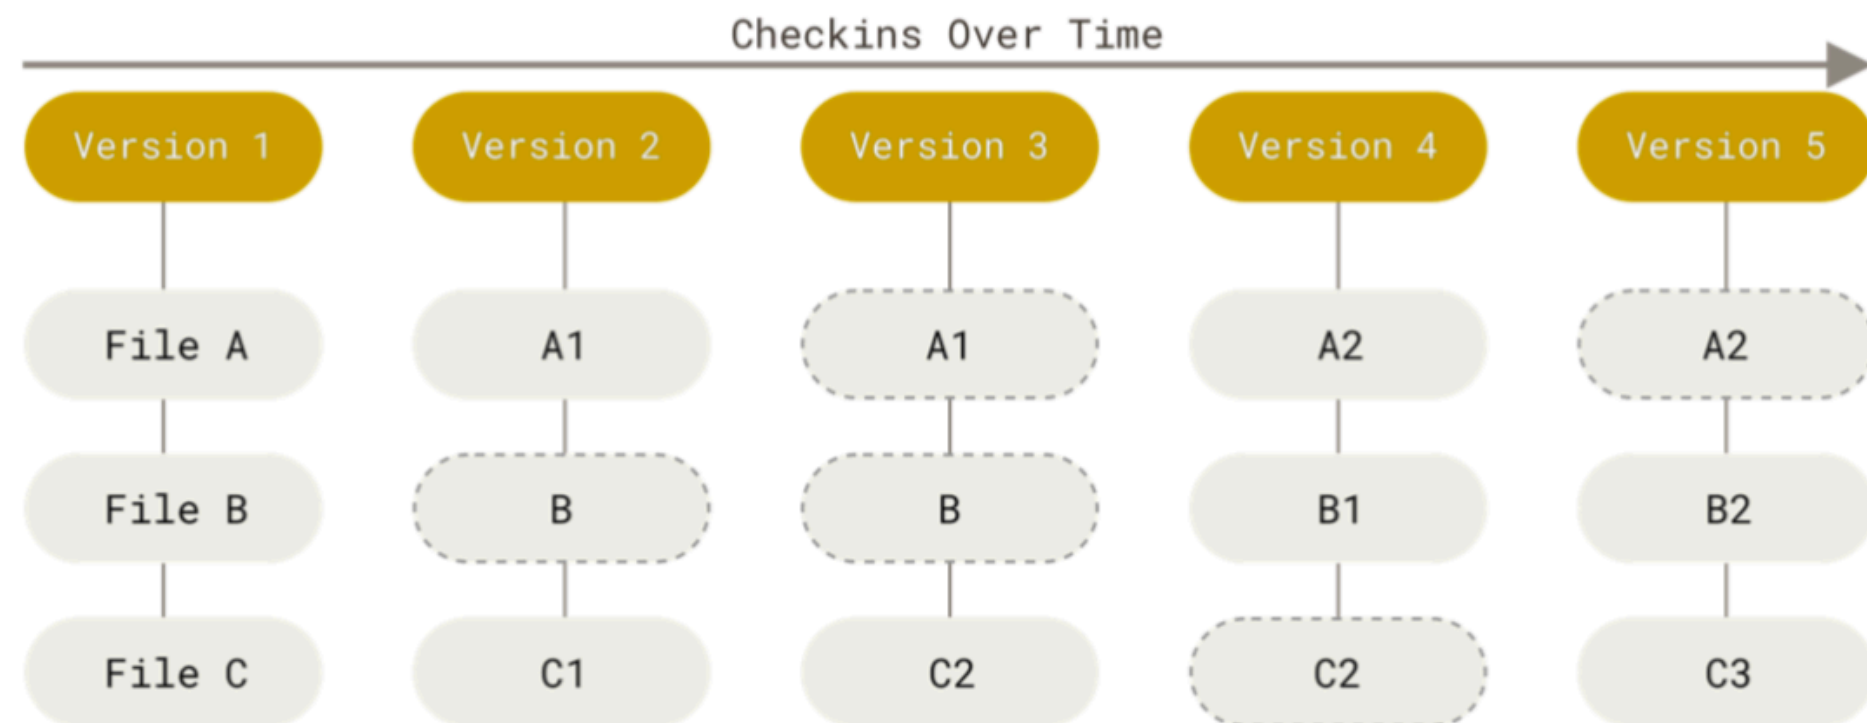 Checkins Over Time
Version 1 Version 2 Version 3 Version 4 Version 5
File A A1 A1 A2 A2
File B B B B1 B2
File C C1 C2 C2 C3